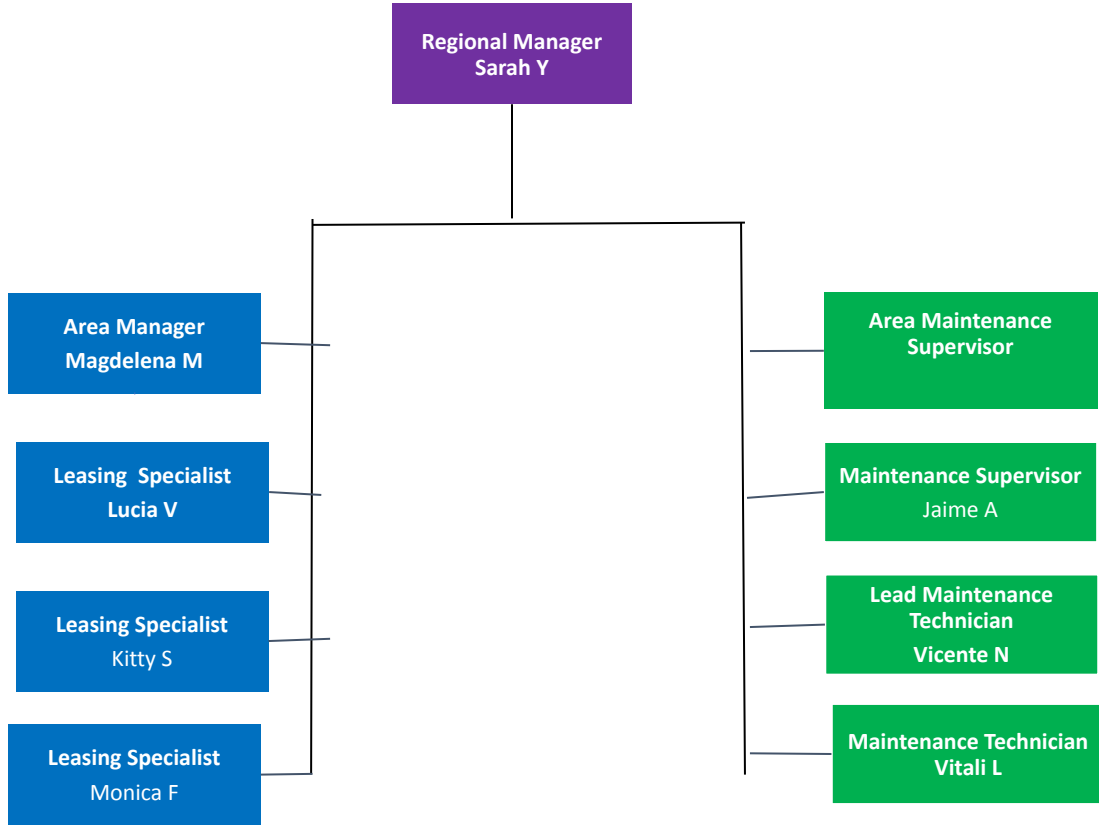 Regional Manager
Sarah Y
Area Manager
Magdelena M
Leasing  Specialist
Lucia V
Leasing Specialist
Kitty S
Leasing Specialist
Monica F
Area Maintenance
Supervisor
Maintenance Supervisor
Jaime A
Lead Maintenance
Technician
Vicente N
Maintenance Technician
Vitali L